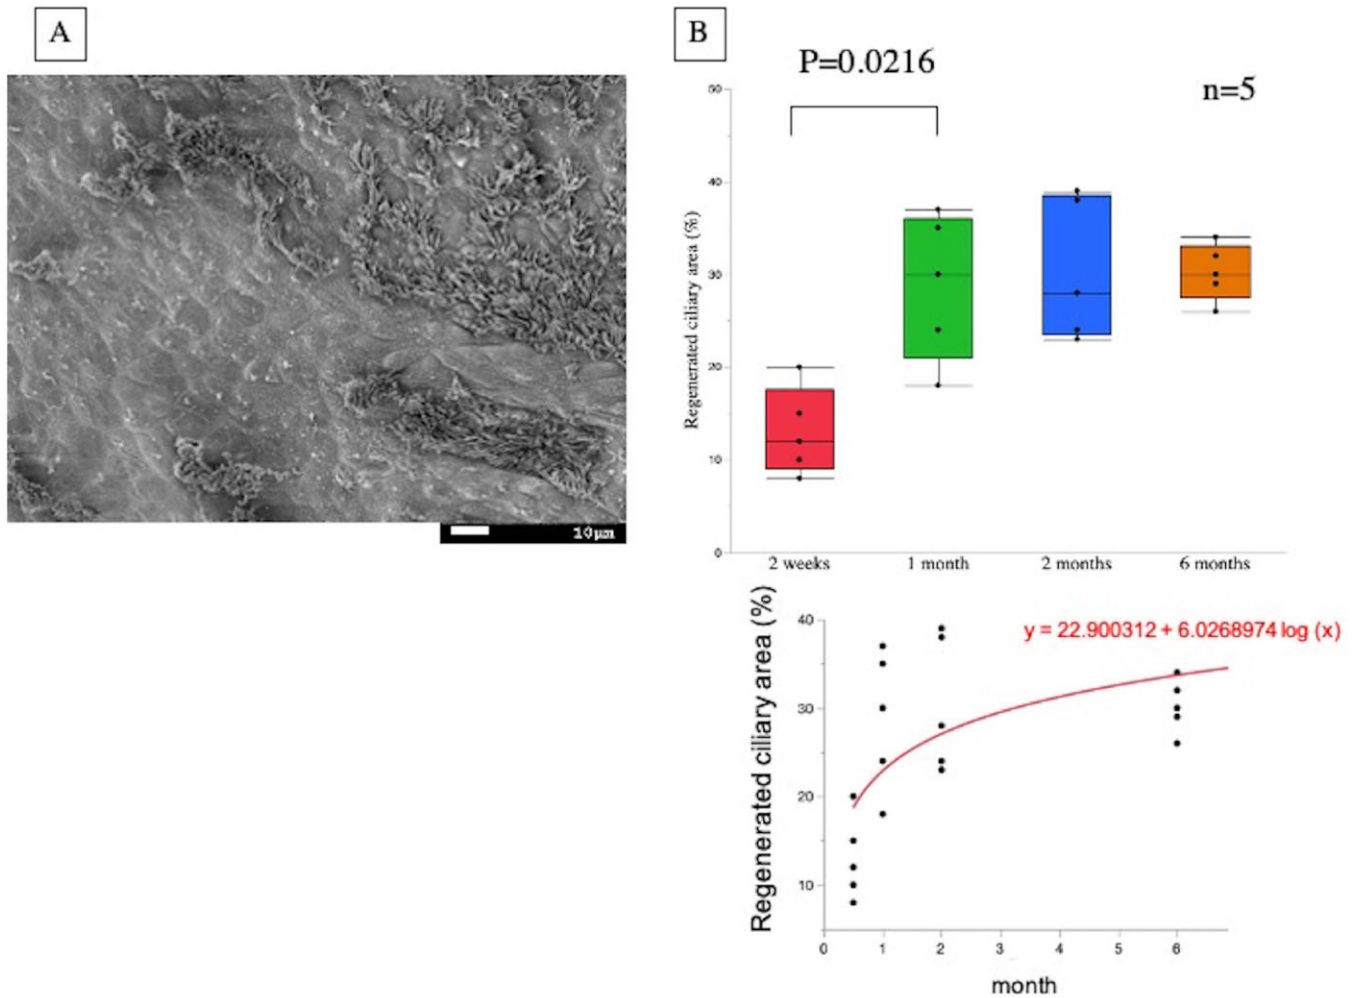 A
10 μm
B
P=0.0216
n=5
Regenerated ciliary area (%)
50
40
30
20
10
0
2 weeks 1 month 2 months 6 months
Regenerated ciliary area (%)
y = 22.900312 + 6.0268974 log (x)
40
30
20
10
0 1 2 3 4 5 6
month